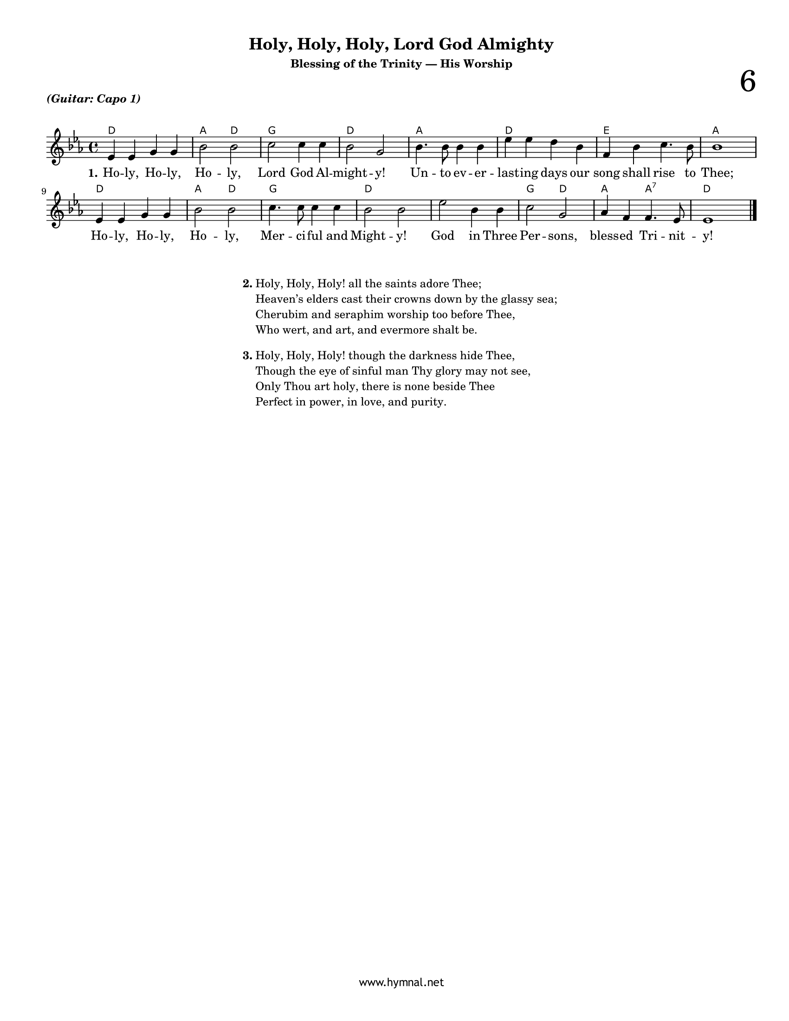 Holy, Holy, Holy, Lord God Almighty
Blessing of the Trinity — His Worship
6
(Guitar: Capo 1)
D A D G D A D E A
1. Ho-ly, Ho-ly, Ho - ly, Lord God Al-might-y! Un - to ev-er - lasting days our song shall rise to Thee;
9 D A D G D G D A A7 D
Ho-ly, Ho-ly, Ho - ly, Mer - ciful and Might-y! God in Three Per-sons, blessed Tri - nit - y!
2. Holy, Holy, Holy! all the saints adore Thee;
Heaven's elders cast their crowns down by the glassy sea;
Cherubim and seraphim worship too before Thee,
Who wert, and art, and evermore shalt be.
3. Holy, Holy, Holy! though the darkness hide Thee,
Though the eye of sinful man Thy glory may not see,
Only Thou art holy, there is none beside Thee
Perfect in power, in love, and purity.
www.hymnal.net